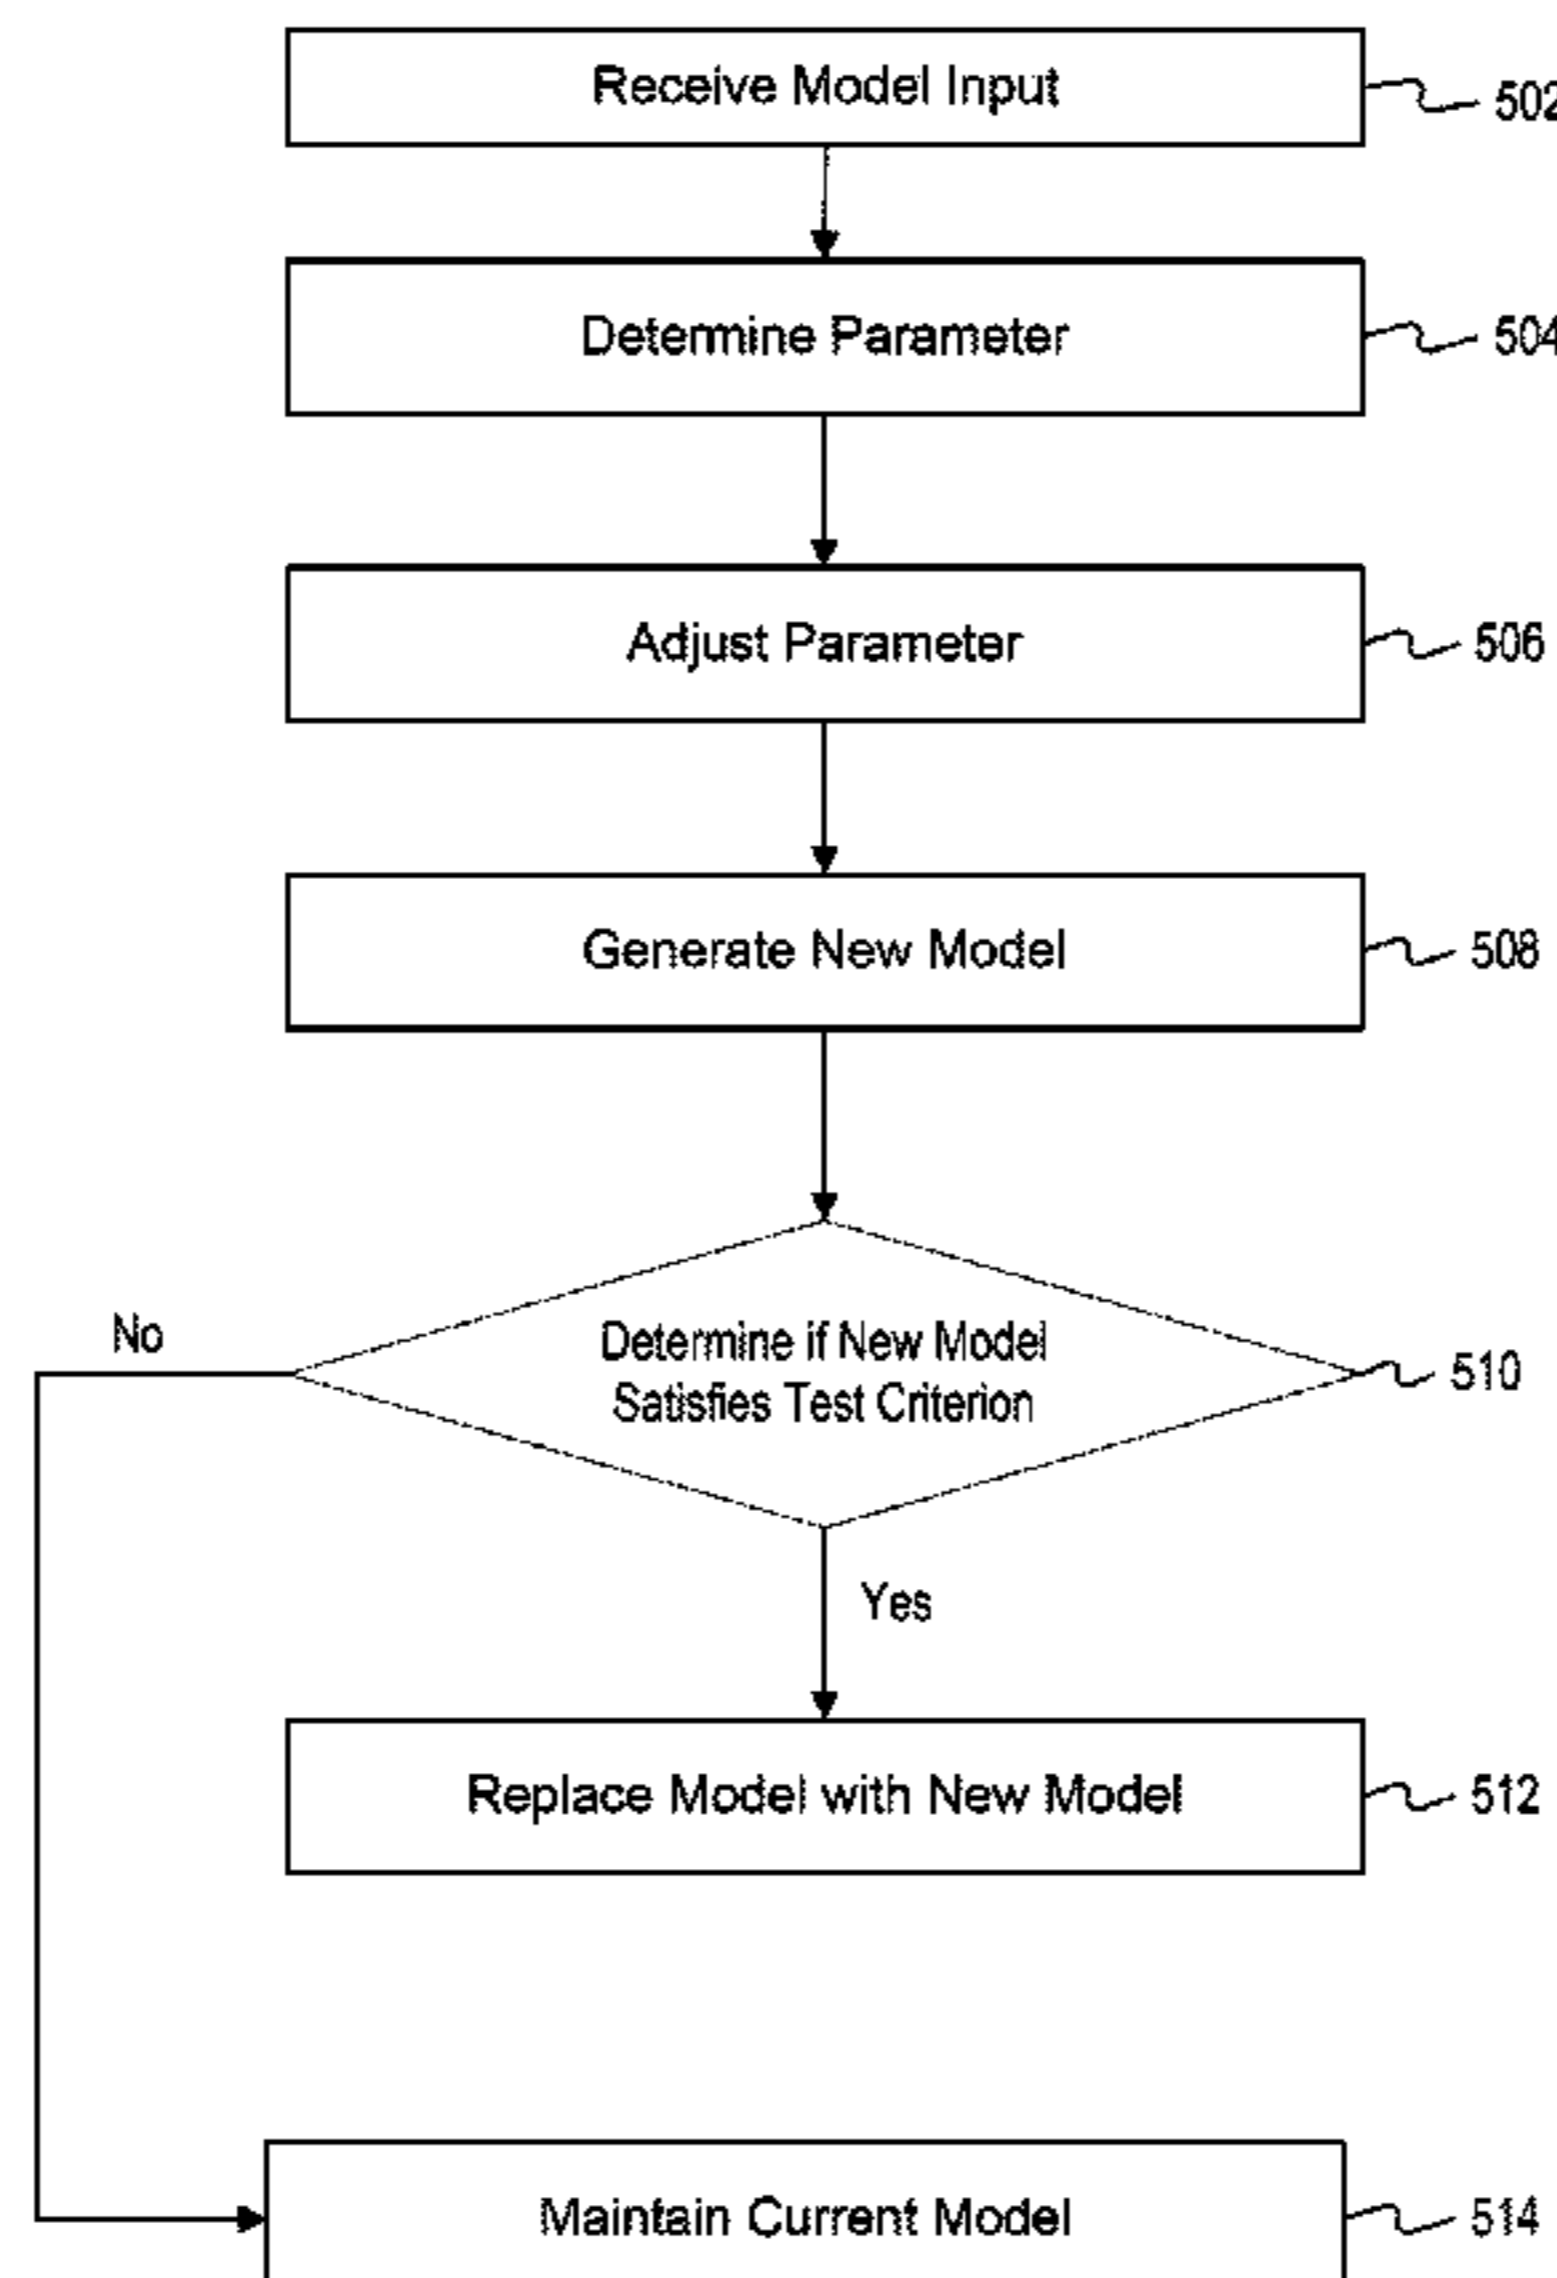 Receive Model Input
502
Determine Parameter
504
Adjust Parameter
506
Generate New Model
508
No
Determine if New Model
Satisfies Test Criterion
510
Yes
Replace Model with New Model
512
Maintain Current Model
514